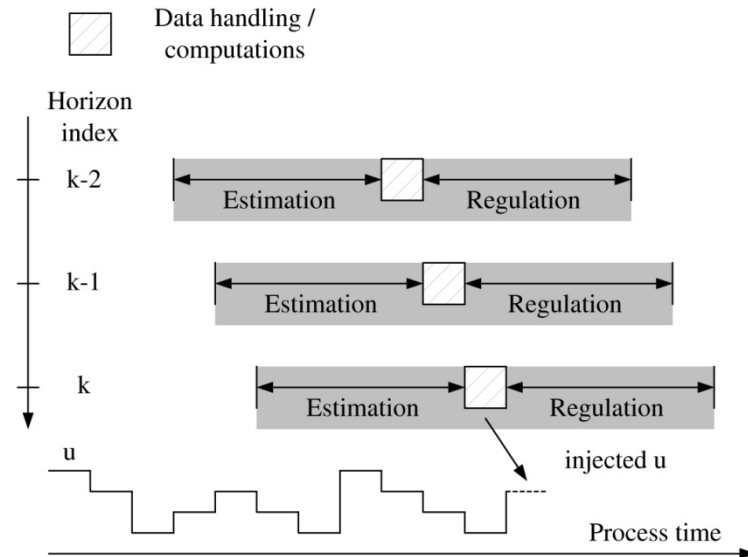 Data handling /
computations
Horizon
index
k-2
Estimation
Regulation
k-1
Estimation
Regulation
k
Estimation
Regulation
u
injected u
Process time